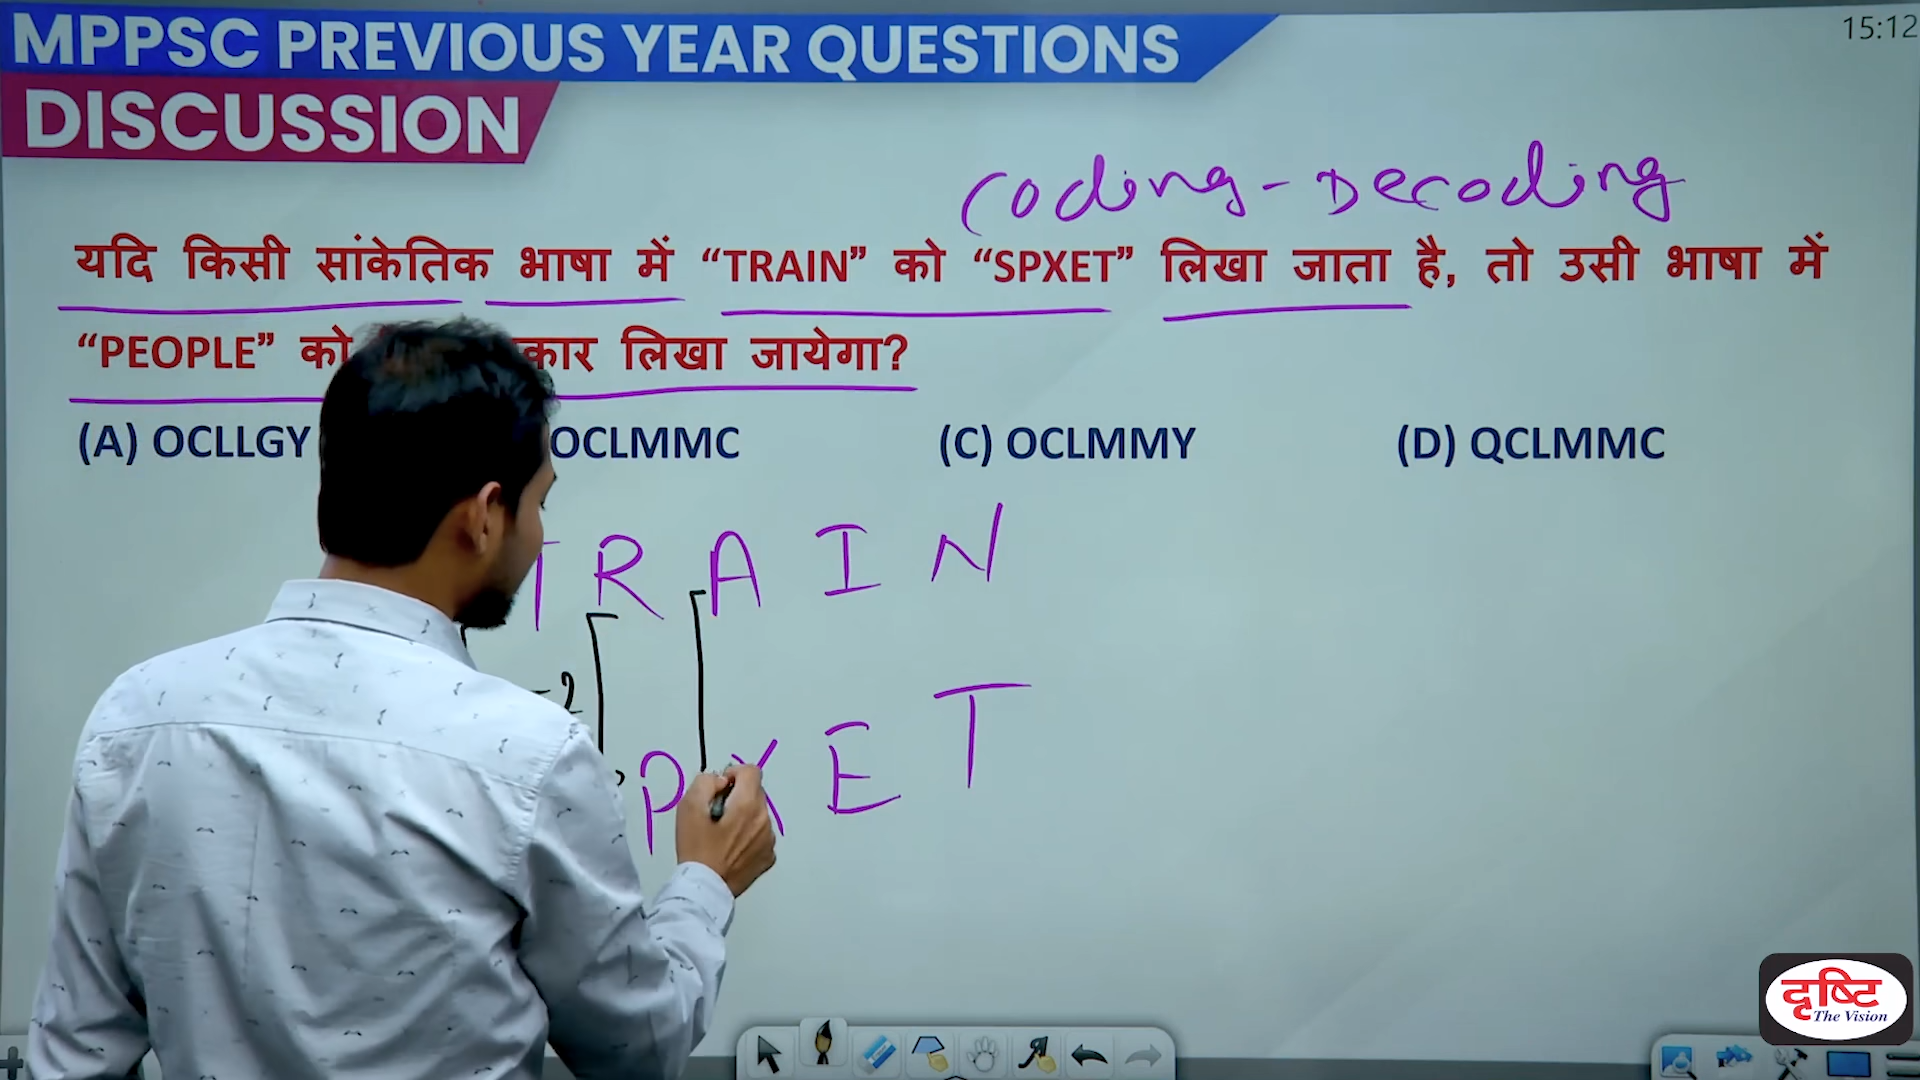 MPPSC PREVIOUS YEAR QUESTIONS
15:12
DISCUSSION
Coding-Decoding
यदि किसी सांकेतिक भाषा में “TRAIN” को “SPXET” लिखा जाता है, तो उसी भाषा में
“PEOPLE” को लिखा जायेगा?
(A) OCLLGY OCLMMC (C) OCLMMY (D) QCLMMC
T R A I N
-2
P X E T
दृष्टि
The Vision